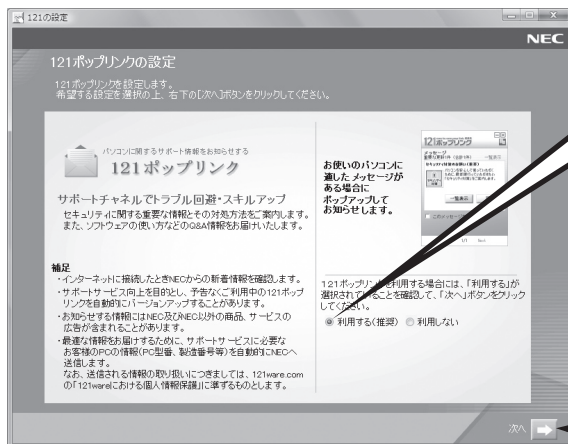 121の設定
NEC
121ポップリンクの設定
121ポップリンクを設定します。
希望する設定を選択の上、右下の[次へ]ボタンをクリックしてください。
パソコンに関するサポート情報をお知らせする
121ポップリンク
サポートチャネルでトラブル回避・スキルアップ
セキュリティに関する重要な情報とその対処方法をご案内します。
また、ソフトウェアの使い方などのQ&A情報をお届けいたします。
補足
・インターネットに接続したときNECからの新着情報を確認します。
・サポートサービス向上を目的とし、予告なくご利用中の121ポップ
リンクを自動的にバージョンアップすることがあります。
・お知らせする情報にはNEC及びNEC以外の商品、サービスの
広告が含まれることがあります。
・最適な情報をお届けするために、サポートサービスに必要な
お客様のPCの情報(PC型番、製造番号等)を自動的にNECへ
送信します。
なお、送信される情報の取り扱いにつきましては、121ware.com
の「121wareにおける個人情報保護」に準ずるものとします。
お使いのパソコンに
適したメッセージが
ある場合に
ポップアップして
お知らせします。
121ポップリンク
メッセージ
一覧表示
一覧表示
1/1
Next
121ポップリンクを利用する場合には、「利用する」が
選択されていることを確認して、「次へ」ボタンをクリック
してください。
利用する(推奨) 利用しない
次へ